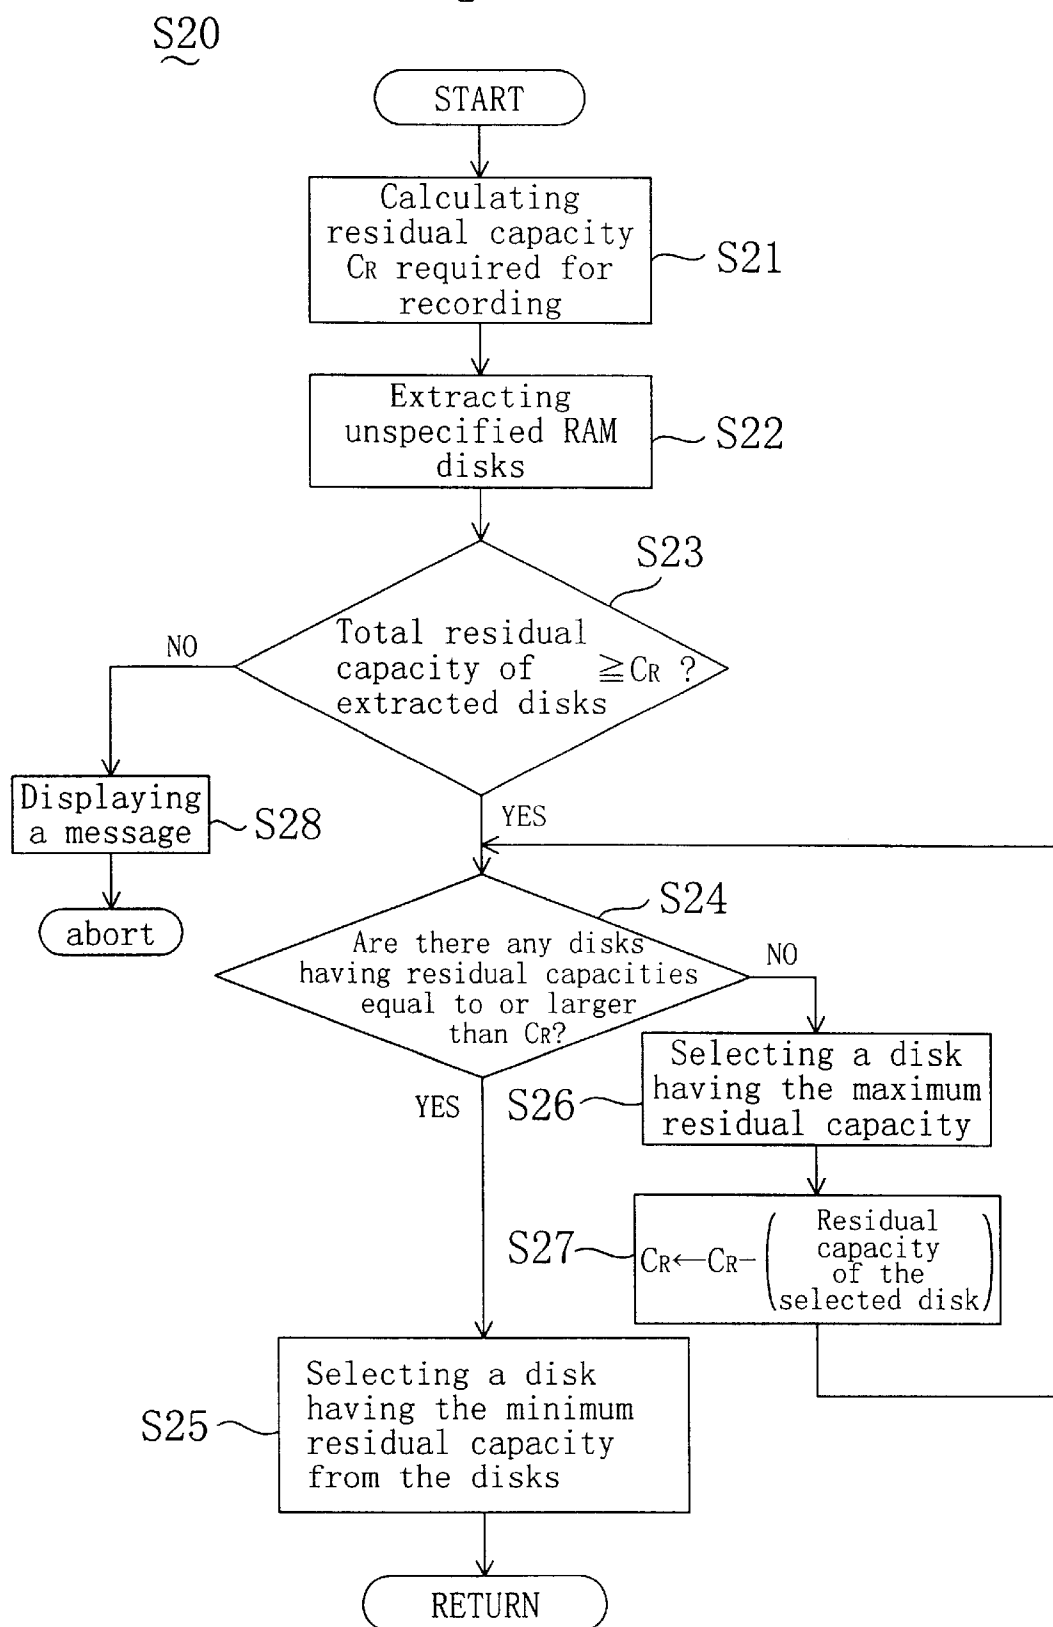 S20
START
Calculating
residual capacity
CR required for
recording
S21
Extracting
unspecified RAM
disks
S22
S23
Total residual
capacity of ≧CR ?
extracted disks
NO
YES
Displaying
a message
S28
abort
S24
Are there any disks
having residual capacities
equal to or larger
than CR?
NO
YES
Selecting a disk
having the maximum
residual capacity
S26
S27
Residual
capacity
CR←CR−
of the
selected disk
Selecting a disk
having the minimum
residual capacity
from the disks
S25
RETURN